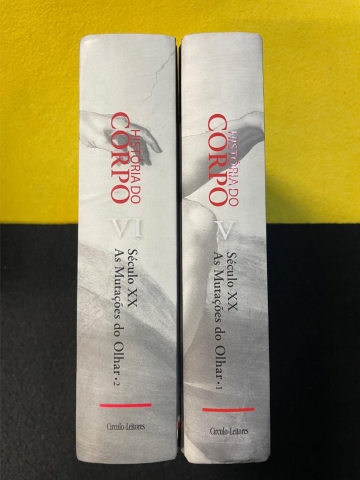 HISTÓRIA DO
CORPO
VI
Século XX
As Mutações do Olhar • 2
Círculo-Leitores
HISTÓRIA DO
CORPO
V
Século XX
As Mutações do Olhar • 1
Círculo-Leitores